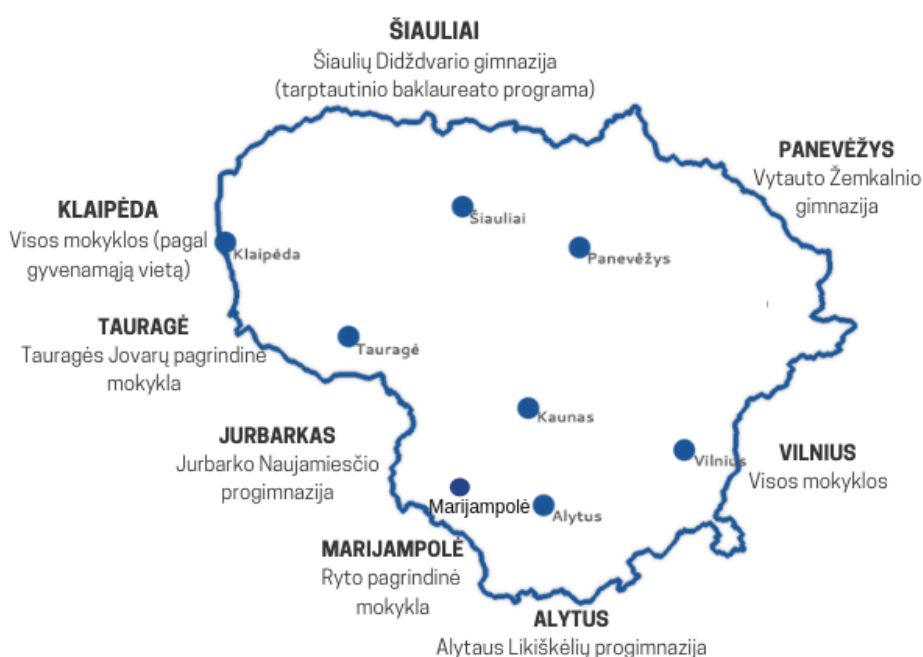 ŠIAULIAI
Šiaulių Didždvario gimnazija
(tarptautinio baklaureato programa)
PANEVĖŽYS
Vytauto Žemkalnio
gimnazija
KLAIPĖDA
Visos mokyklos (pagal
gyvenamąją vietą)
Šiauliai
Klaipėda
Panevėžys
TAURAGĖ
Tauragės Jovarų pagrindinė
mokykla
Tauragė
Kaunas
JURBARKAS
Jurbarko Naujamiesčio
progimnazija
Vilnius
VILNIUS
Visos mokyklos
Marijampolė
Alytus
MARIJAMPOLĖ
Ryto pagrindinė
mokykla
ALYTUS
Alytaus Likiškėlių progimnazija